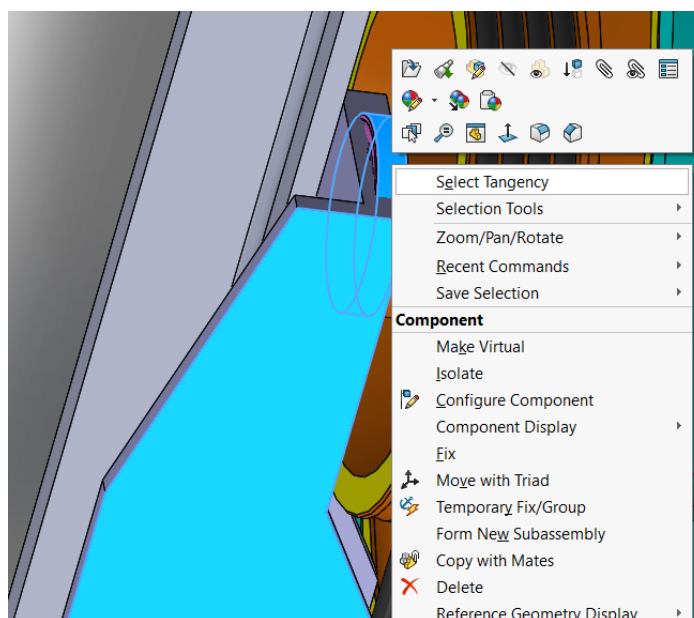 Select Tangency
Selection Tools
Zoom/Pan/Rotate
Recent Commands
Save Selection
Component
Make Virtual
Isolate
Configure Component
Component Display
Fix
Move with Triad
Temporary Fix/Group
Form New Subassembly
Copy with Mates
Delete
Reference Geometry Display